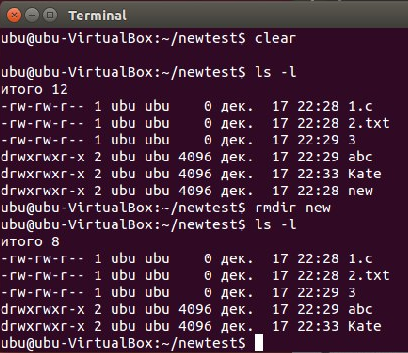 Terminal
ubu@ubu-VirtualBox:~/newtest$ clear
ubu@ubu-VirtualBox:~/newtest$ ls -l
итого 12
-rw-rw-r-- 1 ubu ubu    0 дек.  17 22:28 1.c
-rw-rw-r-- 1 ubu ubu    0 дек.  17 22:28 2.txt
-rw-rw-r-- 1 ubu ubu    0 дек.  17 22:29 3
drwxrwxr-x 2 ubu ubu 4096 дек.  17 22:29 abc
drwxrwxr-x 2 ubu ubu 4096 дек.  17 22:33 Kate
drwxrwxr-x 2 ubu ubu 4096 дек.  17 22:28 new
ubu@ubu-VirtualBox:~/newtest$ rmdir new
ubu@ubu-VirtualBox:~/newtest$ ls -l
итого 8
-rw-rw-r-- 1 ubu ubu    0 дек.  17 22:28 1.c
-rw-rw-r-- 1 ubu ubu    0 дек.  17 22:28 2.txt
-rw-rw-r-- 1 ubu ubu    0 дек.  17 22:29 3
drwxrwxr-x 2 ubu ubu 4096 дек.  17 22:29 abc
drwxrwxr-x 2 ubu ubu 4096 дек.  17 22:33 Kate
ubu@ubu-VirtualBox:~/newtest$